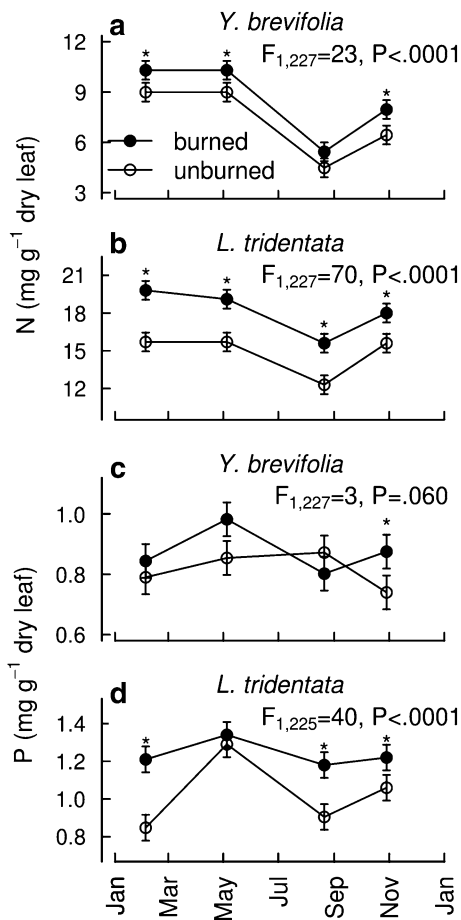 a
Y. brevifolia
F1,227=23, P<.0001
12
9
6
3
* * *
burned
unburned
N (mg g−1 dry leaf)
b
L. tridentata
F1,227=70, P<.0001
21
18
15
12
* * * *
c
Y. brevifolia
F1,227=3, P=.060
1.0
0.8
0.6
*
P (mg g−1 dry leaf)
d
L. tridentata
F1,225=40, P<.0001
1.4
1.2
1.0
0.8
* * *
Jan Mar May Jul Sep Nov Jan